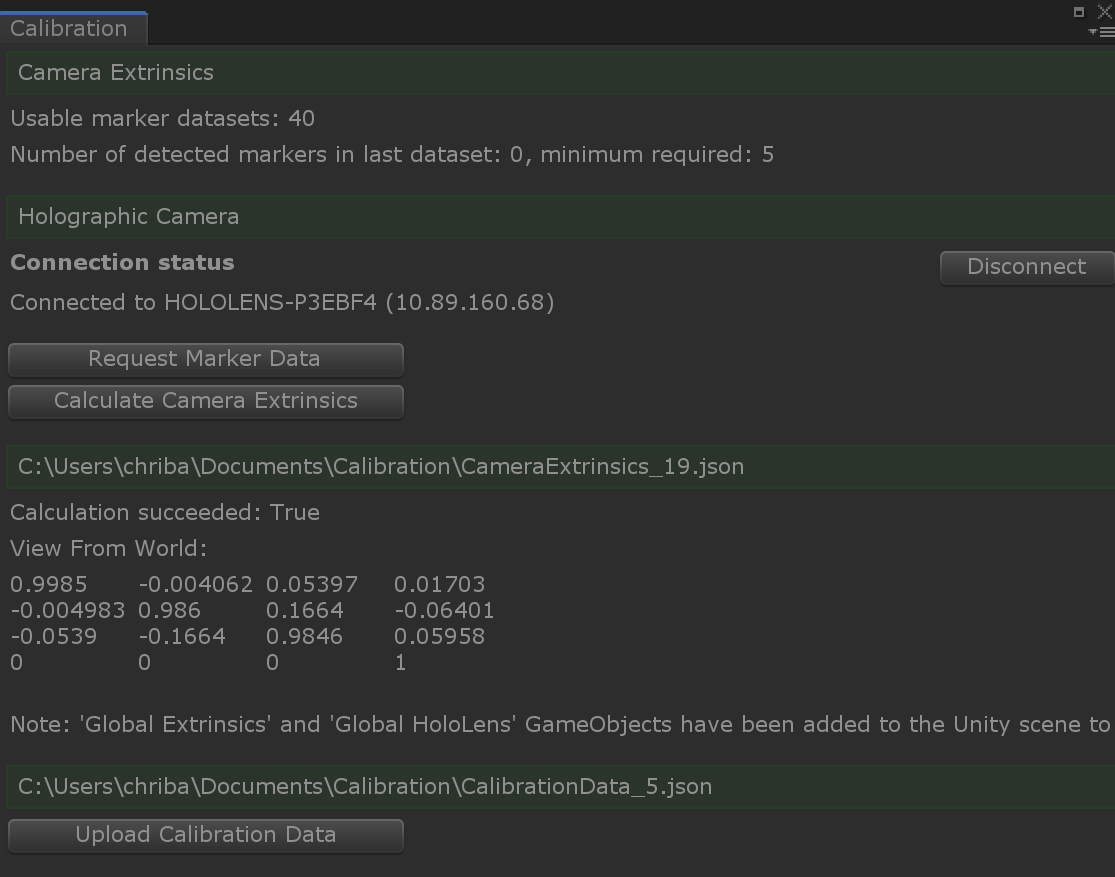 Calibration
Camera Extrinsics
Usable marker datasets: 40
Number of detected markers in last dataset: 0, minimum required: 5
Holographic Camera
Connection status
Disconnect
Connected to HOLOLENS-P3EBF4 (10.89.160.68)
Request Marker Data
Calculate Camera Extrinsics
C:\Users\chriba\Documents\Calibration\CameraExtrinsics_19.json
Calculation succeeded: True
View From World:
0.9985 -0.004062 0.05397 0.01703
-0.004983 0.986 0.1664 -0.06401
-0.0539 -0.1664 0.9846 0.05958
0 0 0 1
Note: 'Global Extrinsics' and 'Global HoloLens' GameObjects have been added to the Unity scene to
C:\Users\chriba\Documents\Calibration\CalibrationData_5.json
Upload Calibration Data